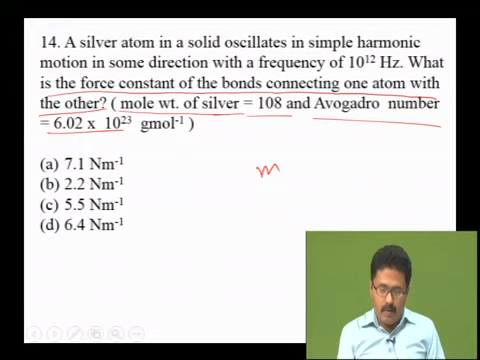 14. A silver atom in a solid oscillates in simple harmonic
motion in some direction with a frequency of 10¹² Hz. What
is the force constant of the bonds connecting one atom with
the other? ( mole wt. of silver = 108 and Avogadro number
= 6.02 x 10²³ gmol⁻¹ )
(a) 7.1 Nm⁻¹
(b) 2.2 Nm⁻¹
(c) 5.5 Nm⁻¹
(d) 6.4 Nm⁻¹
m